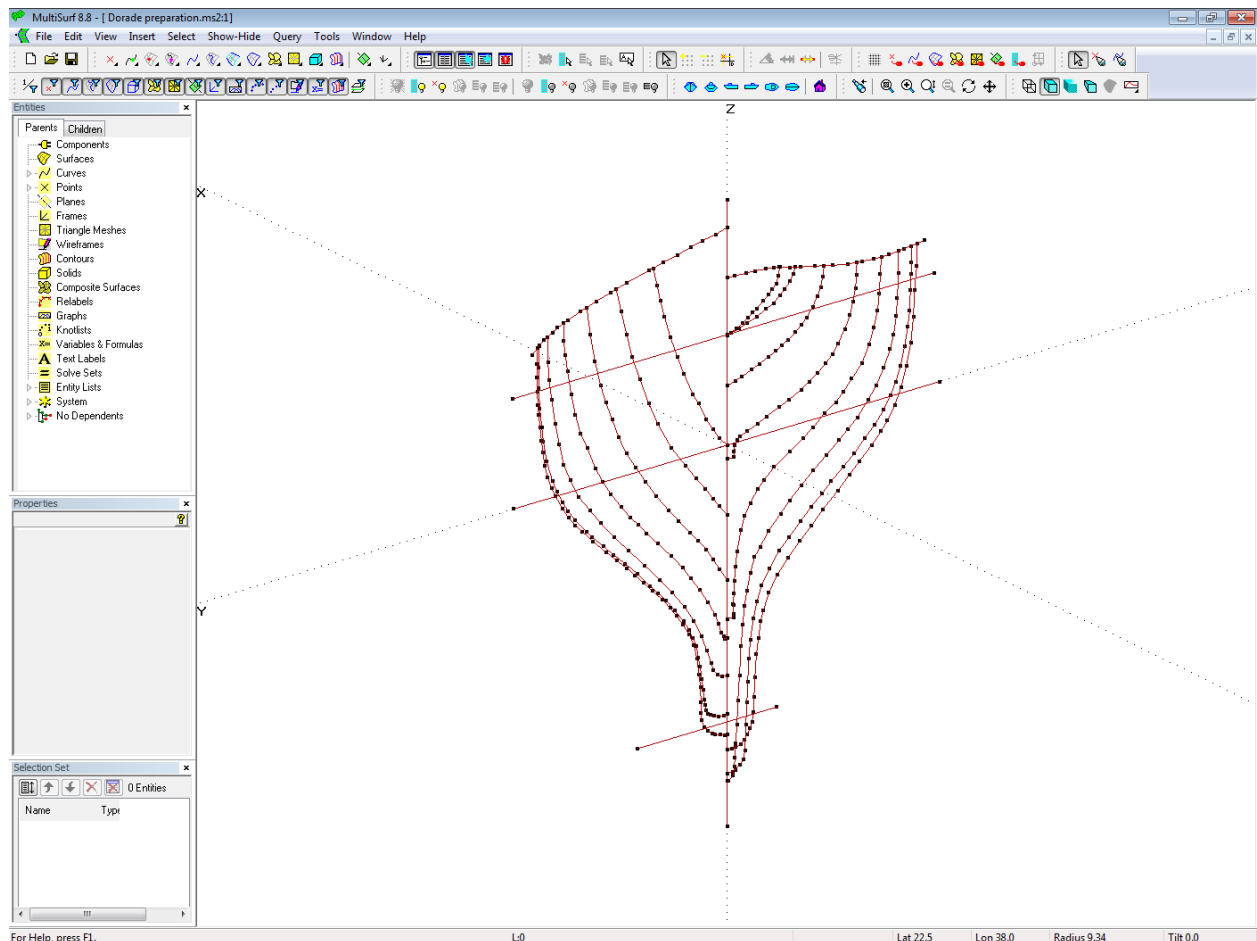 MultiSurf 8.8 - [ Dorade preparation.ms2:1]
File Edit View Insert Select Show-Hide Query Tools Window Help
Entities
Parents Children
Components
Surfaces
Curves
Points
Planes
Frames
Triangle Meshes
Wireframes
Contours
Solids
Composite Surfaces
Relabels
Graphs
Knotlists
Variables & Formulas
Text Labels
Solve Sets
Entity Lists
System
No Dependents
Properties
Selection Set
0 Entities
Name Type
Z
X
Y
For Help, press F1. L:0 Lat 22.5 Lon 38.0 Radius 9.34 Tilt 0.0